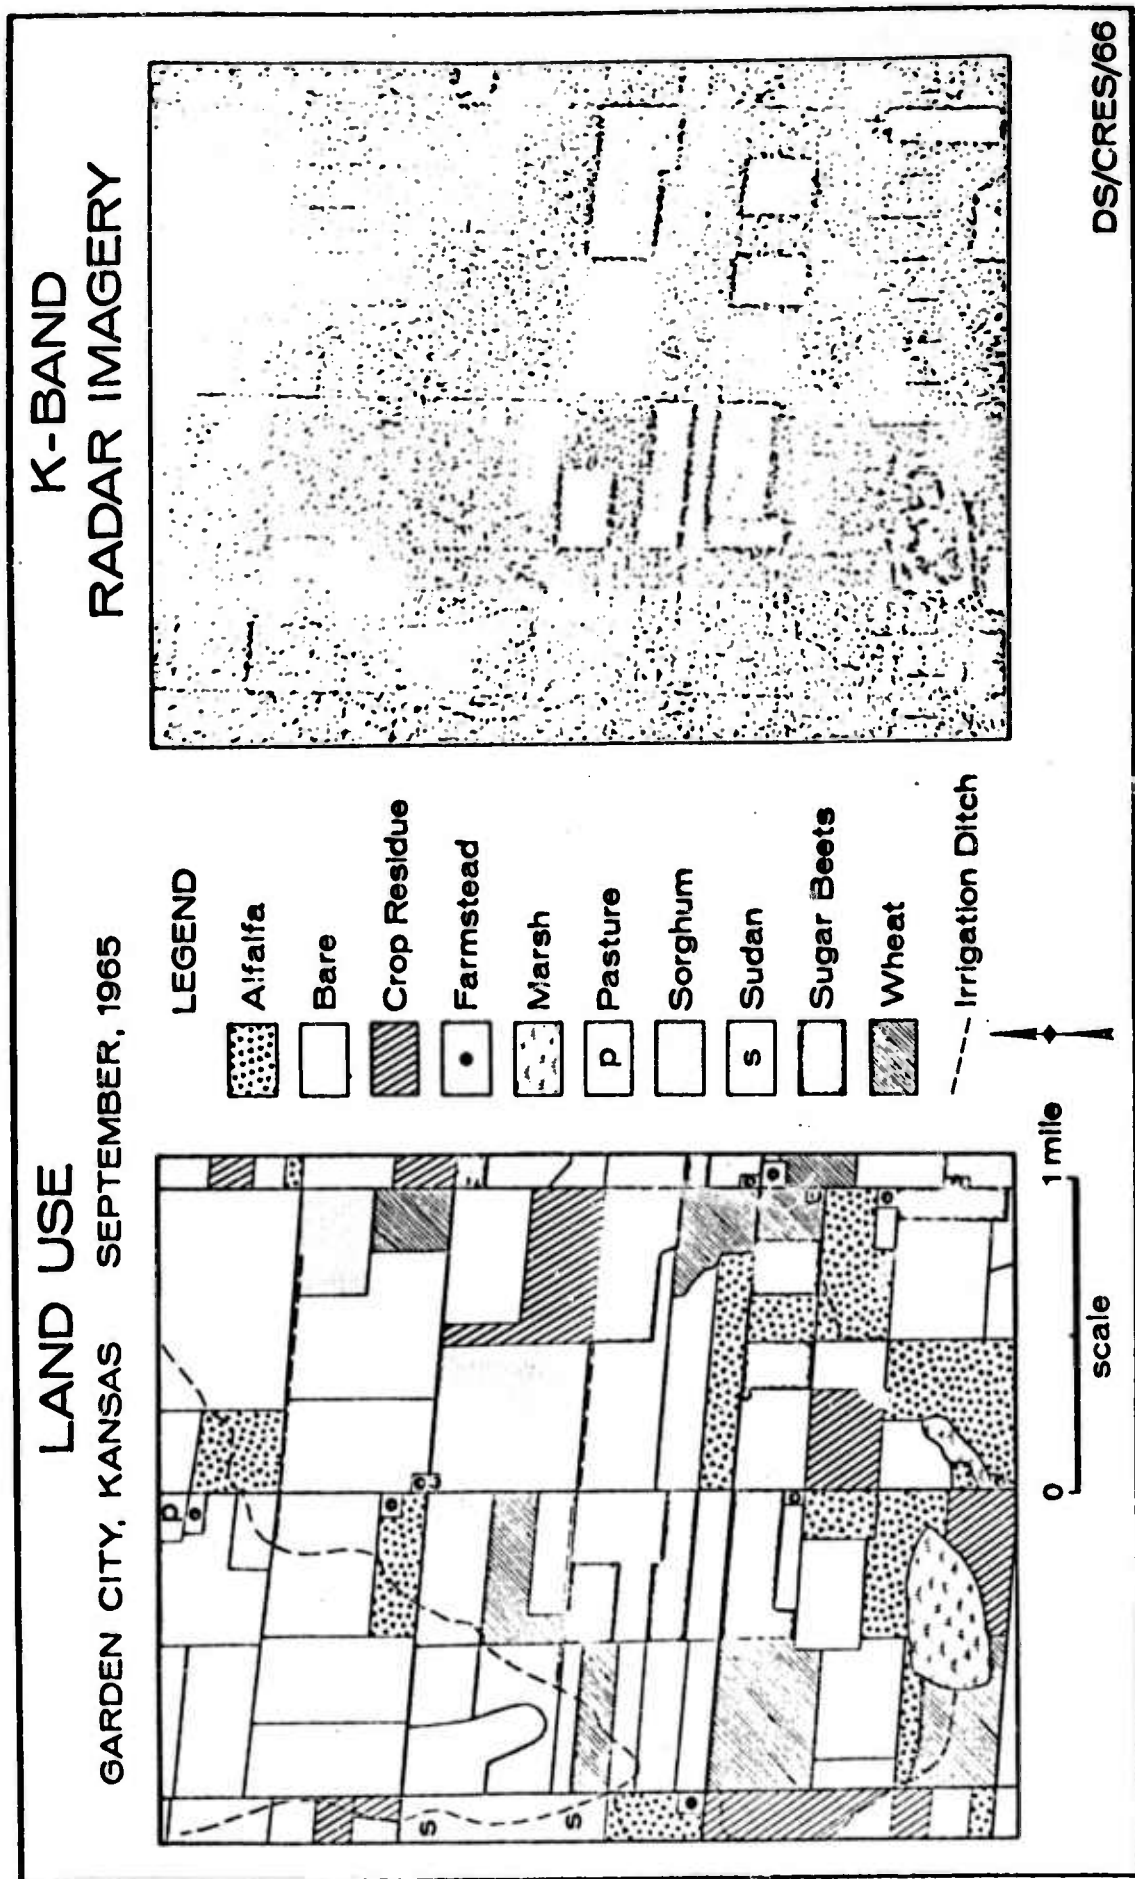 LAND USE
GARDEN CITY, KANSAS SEPTEMBER, 1965
K-BAND
RADAR IMAGERY
LEGEND
Alfalfa
Bare
Crop Residue
Farmstead
Marsh
p Pasture
Sorghum
s Sudan
Sugar Beets
Wheat
Irrigation Ditch
p
s
s
0 1 mile
scale
DS/CRES/66